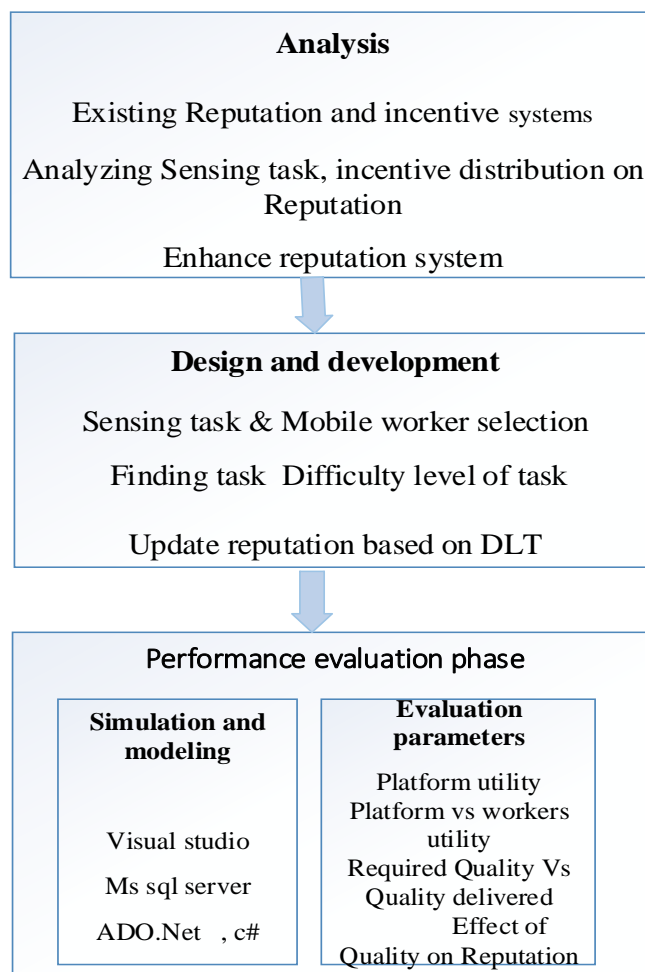 Analysis
Existing Reputation and incentive systems
Analyzing Sensing task, incentive distribution on
Reputation
Enhance reputation system
Design and development
Sensing task & Mobile worker selection
Finding task Difficulty level of task
Update reputation based on DLT
Performance evaluation phase
Simulation and
modeling
Visual studio
Ms sql server
ADO.Net , c#
Evaluation
parameters
Platform utility
Platform vs workers
utility
Required Quality Vs
Quality delivered
Effect of
Quality on Reputation